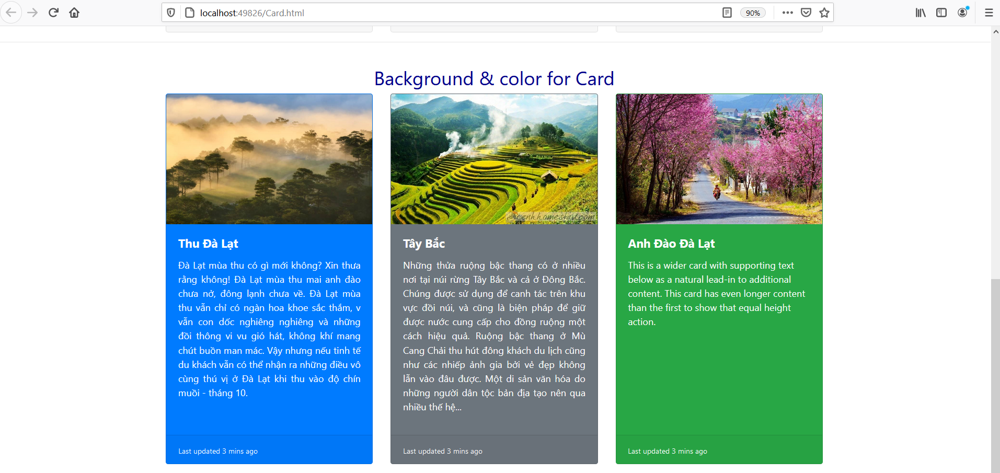 localhost:49826/Card.html
90%
Background & color for Card
Thu Đà Lạt
Đà Lạt mùa thu có gì mới không? Xin thưa
rằng không! Đà Lạt mùa thu mai anh đào
chưa nở, đông lạnh chưa về. Đà Lạt mùa
thu vẫn chỉ có ngàn hoa khoe sắc thắm, v
vẫn con dốc nghiêng nghiêng và những
đồi thông vi vu gió hát, không khí mang
chút buồn man mác. Vậy nhưng nếu tinh tế
du khách vẫn có thể nhận ra những điều vô
cùng thú vị ở Đà Lạt khi thu vào độ chín
muồi - tháng 10.
Last updated 3 mins ago
Tây Bắc
Những thửa ruộng bậc thang có ở nhiều
nơi tại núi rừng Tây Bắc và cả ở Đông Bắc.
Chúng được sử dụng để canh tác trên khu
vực đồi núi, và cũng là biện pháp để giữ
được nước cung cấp cho đồng ruộng một
cách hiệu quả. Ruộng bậc thang ở Mù
Cang Chải thu hút đông khách du lịch cũng
như các nhiếp ảnh gia bởi vẻ đẹp không
lẫn vào đâu được. Một di sản văn hóa do
những người dân tộc bản địa tạo nên qua
nhiều thế hệ...
Last updated 3 mins ago
Anh Đào Đà Lạt
This is a wider card with supporting text
below as a natural lead-in to additional
content. This card has even longer content
than the first to show that equal height
action.
Last updated 3 mins ago